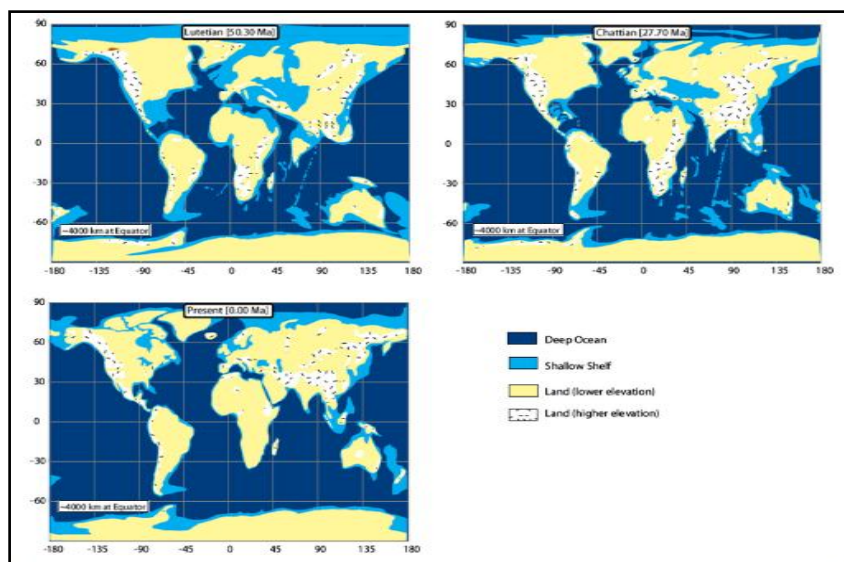 90
Lutetian [50.30 Ma]
60
30
0
-30
-60
~4000 km at Equator
-180 -135 -90 -45 0 45 90 135 180
90
Chattian [27.70 Ma]
60
30
0
-30
-60
~4000 km at Equator
-180 -135 -90 -45 0 45 90 135 180
90
Present [0.00 Ma]
60
30
0
-30
-60
~4000 km at Equator
-180 -135 -90 -45 0 45 90 135 180
Deep Ocean
Shallow Shelf
Land (lower elevation)
Land (higher elevation)